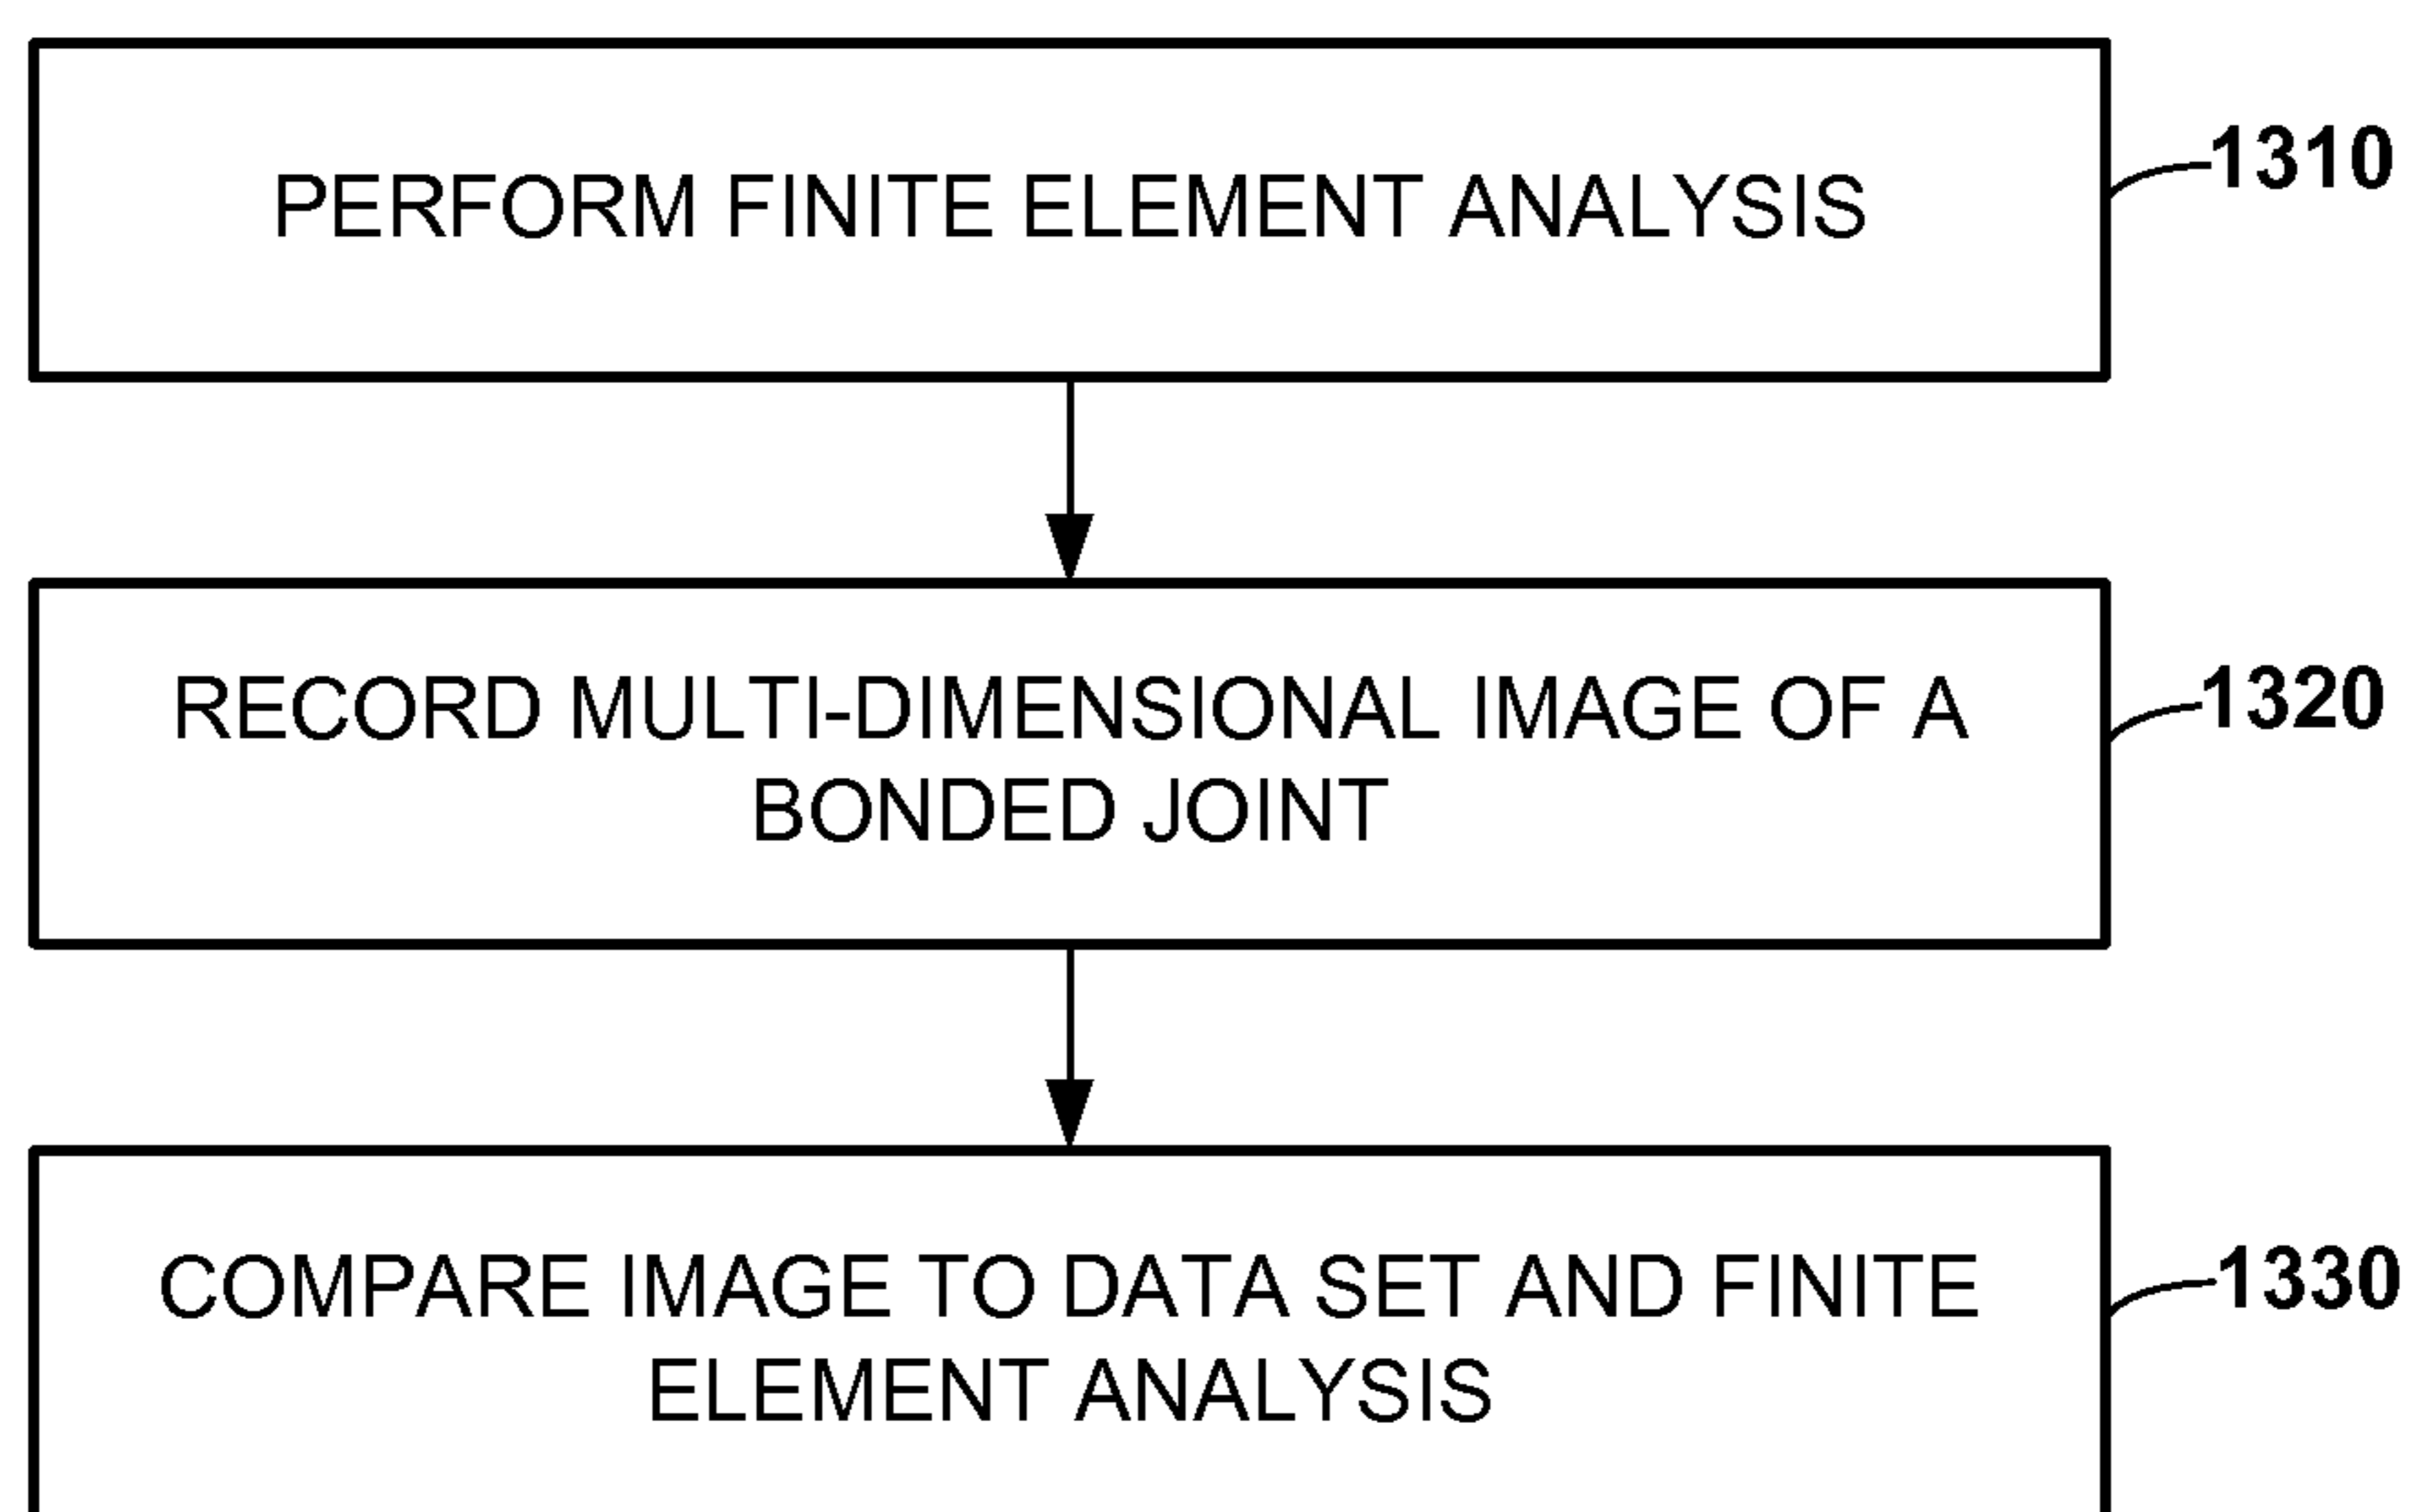 PERFORM FINITE ELEMENT ANALYSIS
1310
RECORD MULTI-DIMENSIONAL IMAGE OF A
BONDED JOINT
1320
COMPARE IMAGE TO DATA SET AND FINITE
ELEMENT ANALYSIS
1330